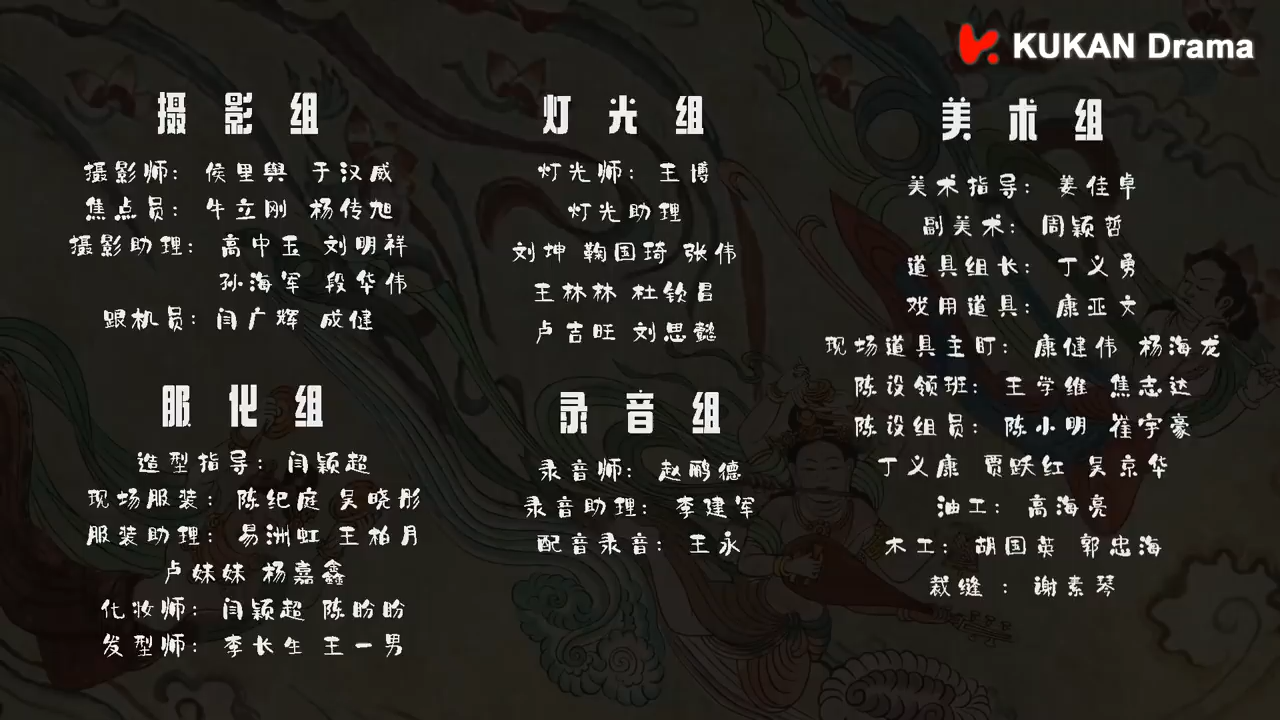 KUKAN Drama
摄影组
摄影师: 侯里舆 于汉威
焦点员: 牛立刚 杨传旭
摄影助理: 高中玉 刘明祥
孙海军 段华伟
跟机员: 闫广辉 成健
服化组
造型指导: 闫颖超
现场服装: 陈纪庭 吴晓彤
服装助理: 易洲虹 王柏月
卢妹妹 杨嘉鑫
化妆师: 闫颖超 陈盼盼
发型师: 李长生 王一男
灯光组
灯光师: 王博
灯光助理
刘坤 鞠国琦 张伟
王林林 杜钦昌
卢吉旺 刘思懿
录音组
录音师: 赵鹏德
录音助理: 李建军
配音录音: 王永
美术组
美术指导: 姜佳卓
副美术: 周颖哲
道具组长: 丁义勇
戏用道具: 康亚文
现场道具主盯: 康健伟 杨海龙
陈设领班: 王学维 焦志达
陈设组员: 陈小明 崔宇豪
丁义康 贾跃红 吴京华
油工: 高海亮
木工: 胡国英 郭忠海
裁缝 : 谢素琴